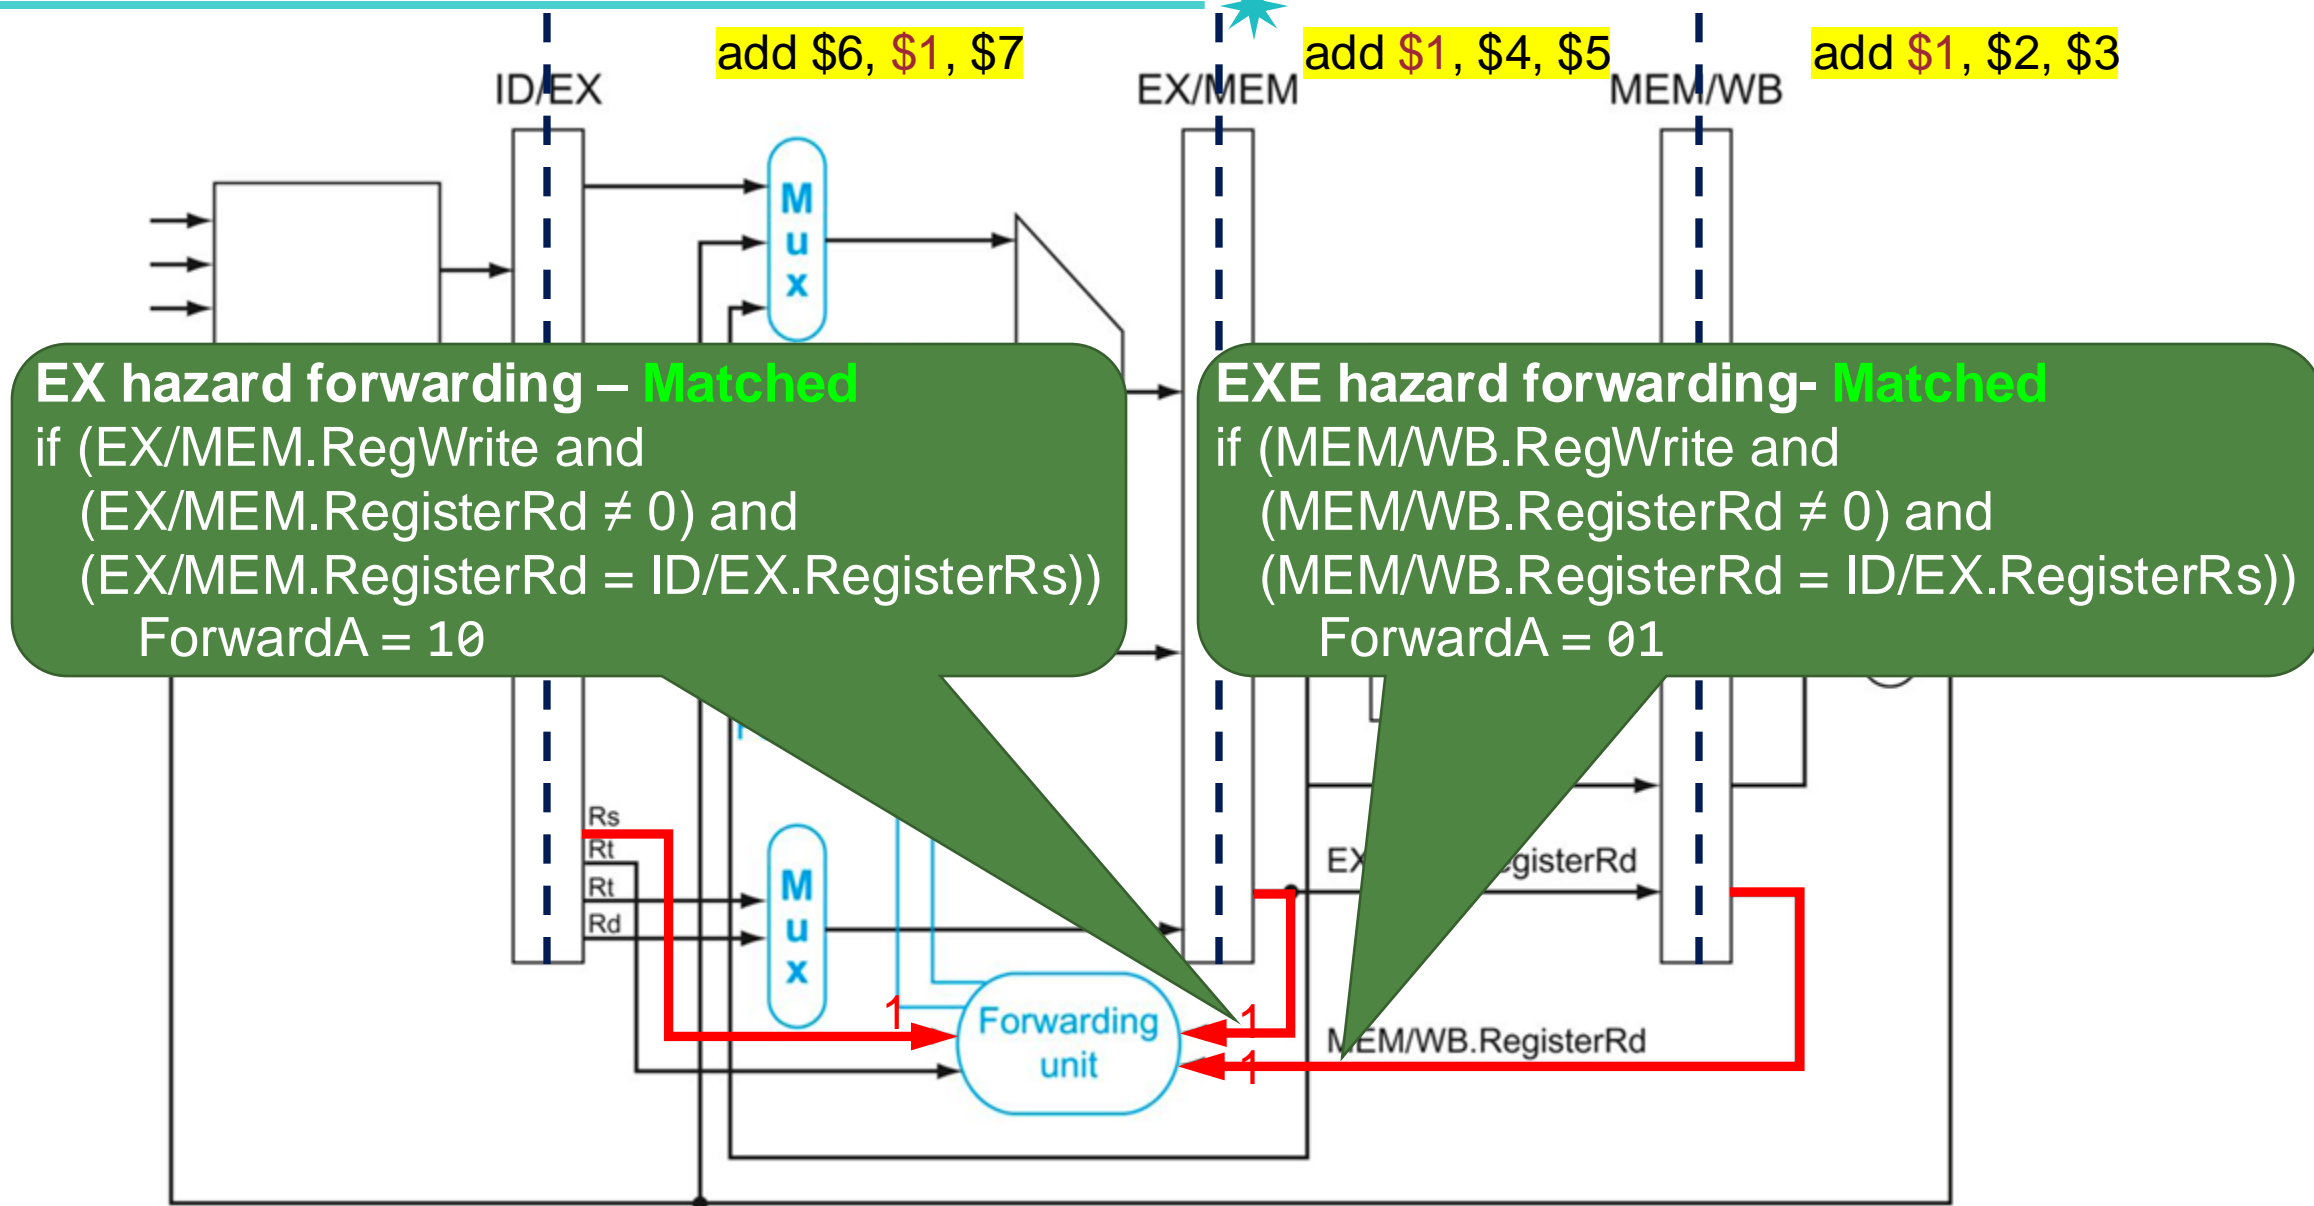 add $6, $1, $7
add $1, $4, $5
add $1, $2, $3
ID/EX
EX/MEM
MEM/WB
M
u
x
EX hazard forwarding – Matched
if (EX/MEM.RegWrite and
(EX/MEM.RegisterRd ≠ 0) and
(EX/MEM.RegisterRd = ID/EX.RegisterRs))
ForwardA = 10
EXE hazard forwarding- Matched
if (MEM/WB.RegWrite and
(MEM/WB.RegisterRd ≠ 0) and
(MEM/WB.RegisterRd = ID/EX.RegisterRs))
ForwardA = 01
Rs
Rt
Rt
Rd
M
u
x
EX
gisterRd
1
Forwarding
unit
1
1
MEM/WB.RegisterRd